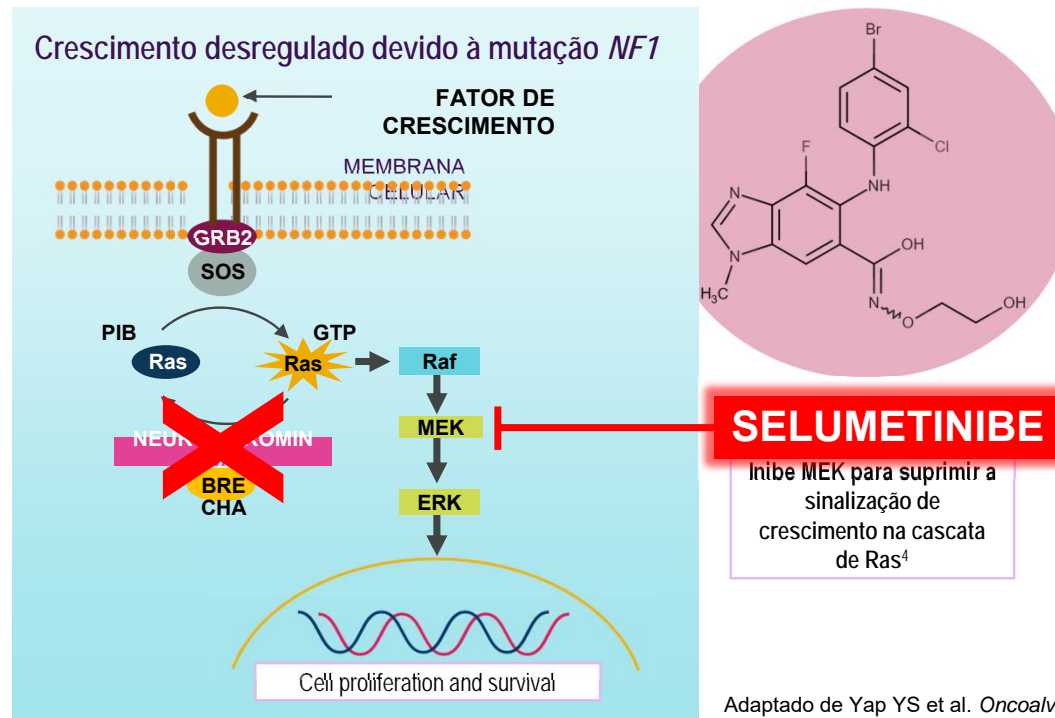 Crescimento desregulado devido à mutação NF1
FATOR DE
CRESCIMENTO
MEMBRANA
CELULAR
GRB2
SOS
PIB
GTP
Ras
Ras
Raf
MEK
ERK
BRE
CHA
Cell proliferation and survival
Br
Cl
F
NH
N
N
H₃C
OH
N
O
OH
SELUMETINIBE
Inibe MEK para suprimir a
sinalização de
crescimento na cascata
de Ras⁴
Adaptado de Yap YS et al. Oncoalv